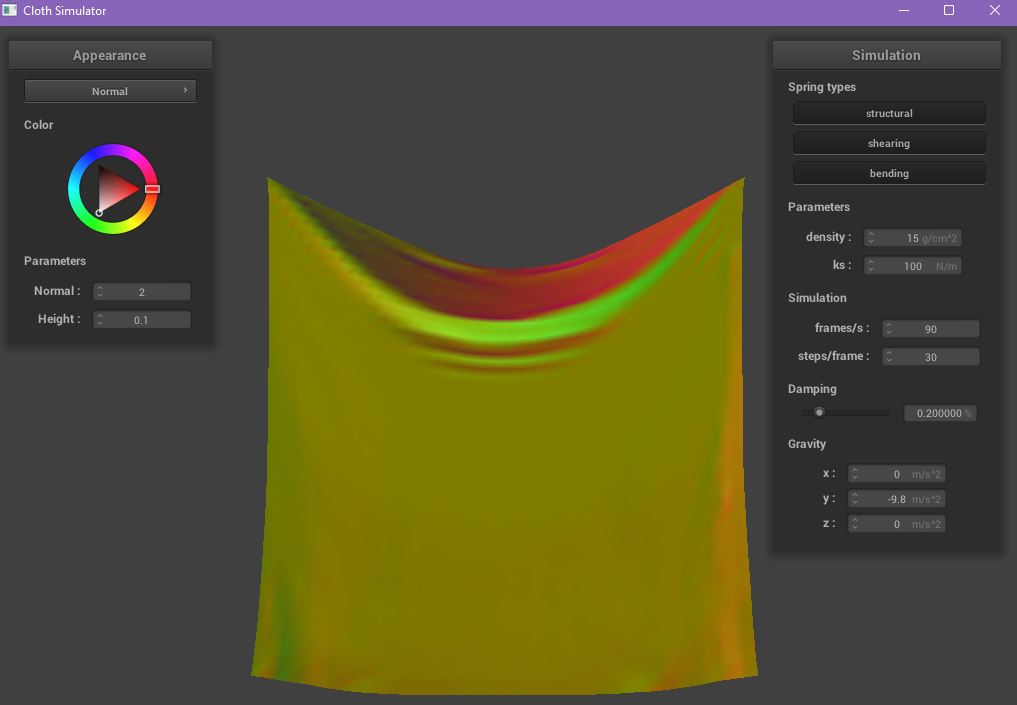 Cloth Simulator
Appearance
Normal
Color
Parameters
Normal : 2
Height : 0.1
Simulation
Spring types
structural
shearing
bending
Parameters
density : 15 g/cm^2
ks : 100 N/m
Simulation
frames/s : 90
steps/frame : 30
Damping
0.200000 %
Gravity
x : 0 m/s^2
y : -9.8 m/s^2
z : 0 m/s^2